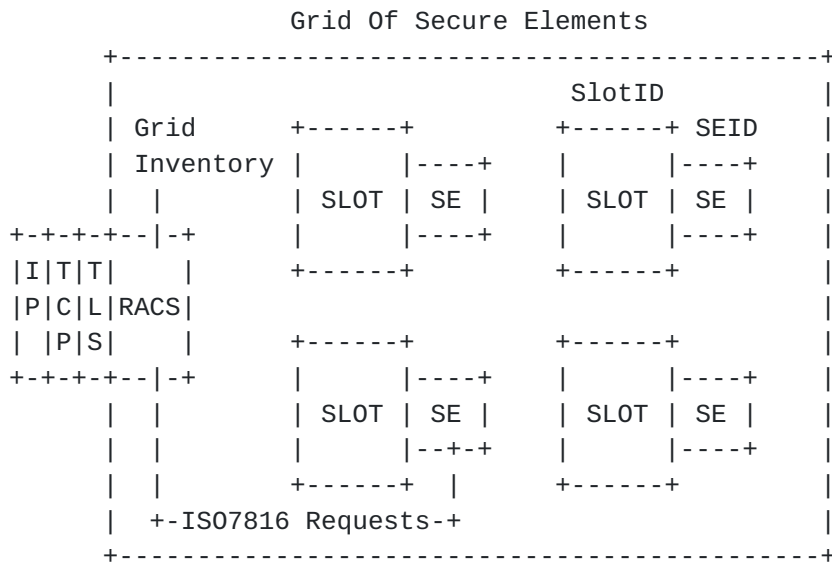 Grid Of Secure Elements
+----------------------------------------------+
| SlotID |
| Grid +------+ +------+ SEID |
| Inventory | |----+ | |----+ |
| | | SLOT | SE | | SLOT | SE | |
+-+-+-+--|-+ | |----+ | |----+ |
|I|T|T| | +------+ +------+ |
|P|C|L|RACS| |
| |P|S| | +------+ +------+ |
+-+-+-+--|-+ | |----+ | |----+ |
| | | SLOT | SE | | SLOT | SE | |
| | | |--+-+ | |----+ |
| | +------+ | +------+ |
| +-ISO7816 Requests-+ |
+----------------------------------------------+